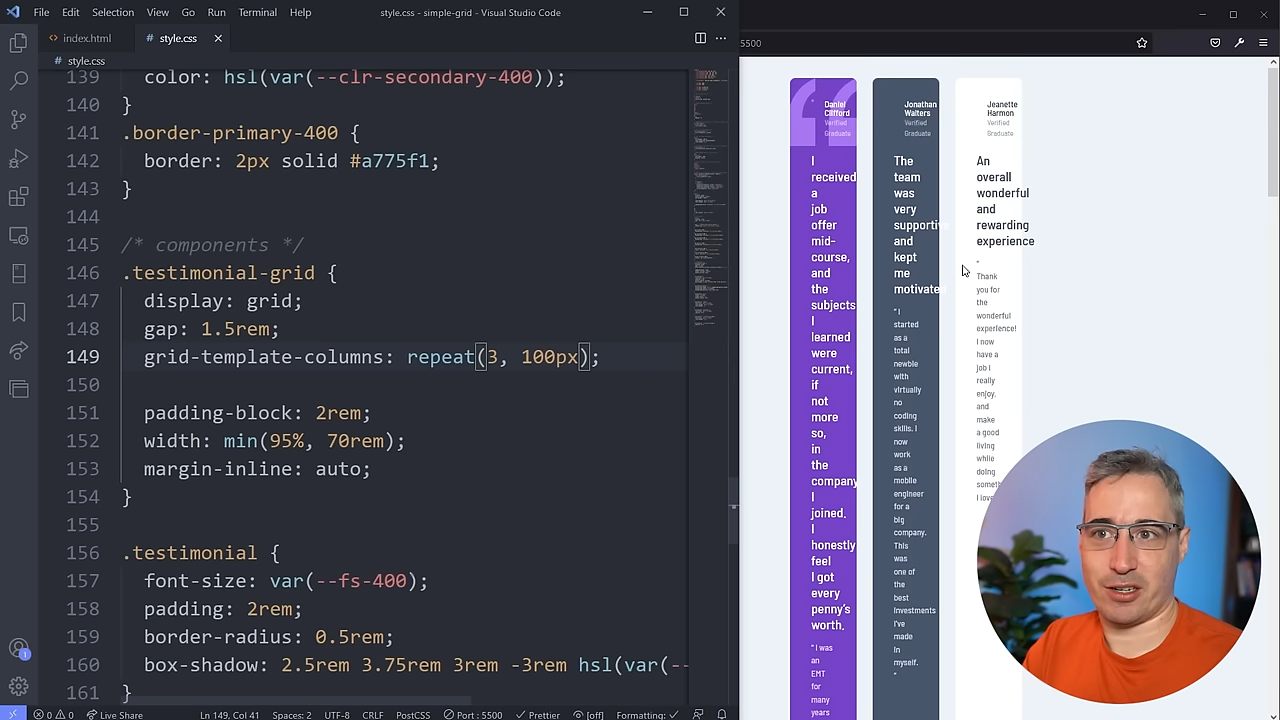 File Edit Selection View Go Run Terminal Help style.css - simple-grid - Visual Studio Code
index.html style.css
style.css
139 color: hsl(var(--clr-secondary-400));
140 }
141 .border-primary-400 {
142 border: 2px solid #a775f1;
143 }
144
145 /* components */
146 .testimonial-grid {
147 display: grid;
148 gap: 1.5rem;
149 grid-template-columns: repeat(3, 100px);
150
151 padding-block: 2rem;
152 width: min(95%, 70rem);
153 margin-inline: auto;
154 }
155
156 .testimonial {
157 font-size: var(--fs-400);
158 padding: 2rem;
159 border-radius: 0.5rem;
160 box-shadow: 2.5rem 3.75rem 3rem -3rem hsl(var(--
161 }
0 0 Live Share Ln 149, Col 41 Spaces: 2 UTF-8 CRLF PostCSS Port : 5500 Prettier [off] Formatting:
1
5500
Daniel
Clifford
Verified
Graduate
I
received
a
job
offer
mid-
course,
and
the
subjects
I
learned
were
current,
if
not
more
so,
in
the
company
I
joined.
I
honestly
feel
I got
every
penny's
worth.
" I was
an
EMT
for
many
years
Jonathan
Walters
Verified
Graduate
The
team
was
very
supportive
and
kept
me
motivated
" I
started
as a
total
newbie
with
virtually
no
coding
skills. I
now
work
as a
mobile
engineer
for a
big
company.
This
was
one of
the
best
investments
I've
made
in
myself.
"
Jeanette
Harmon
Verified
Graduate
An
overall
wonderful
and
rewarding
experience
"
Thank
you for
the
wonderful
experience!
I now
have a
job I
really
enjoy,
and
make
a good
living
while
doing
I love